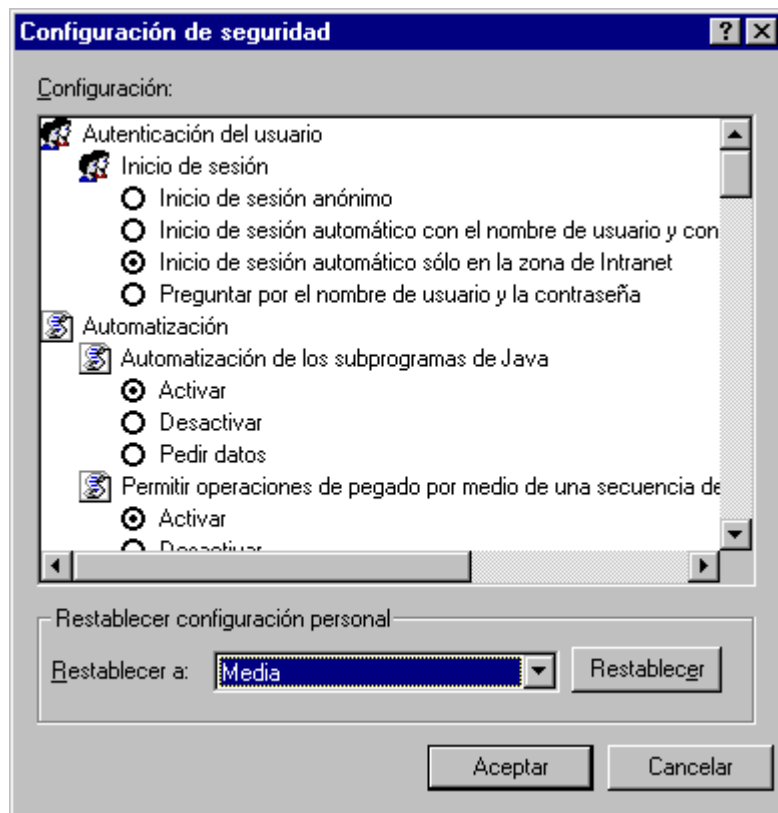 Configuración de seguridad
Configuración:
Autenticación del usuario
Inicio de sesión
Inicio de sesión anónimo
Inicio de sesión automático con el nombre de usuario y con
Inicio de sesión automático sólo en la zona de Intranet
Preguntar por el nombre de usuario y la contraseña
Automatización
Automatización de los subprogramas de Java
Activar
Desactivar
Pedir datos
Permitir operaciones de pegado por medio de una secuencia de
Activar
Desactivar
Restablecer configuración personal
Restablecer a: Media Restablecer
Aceptar Cancelar